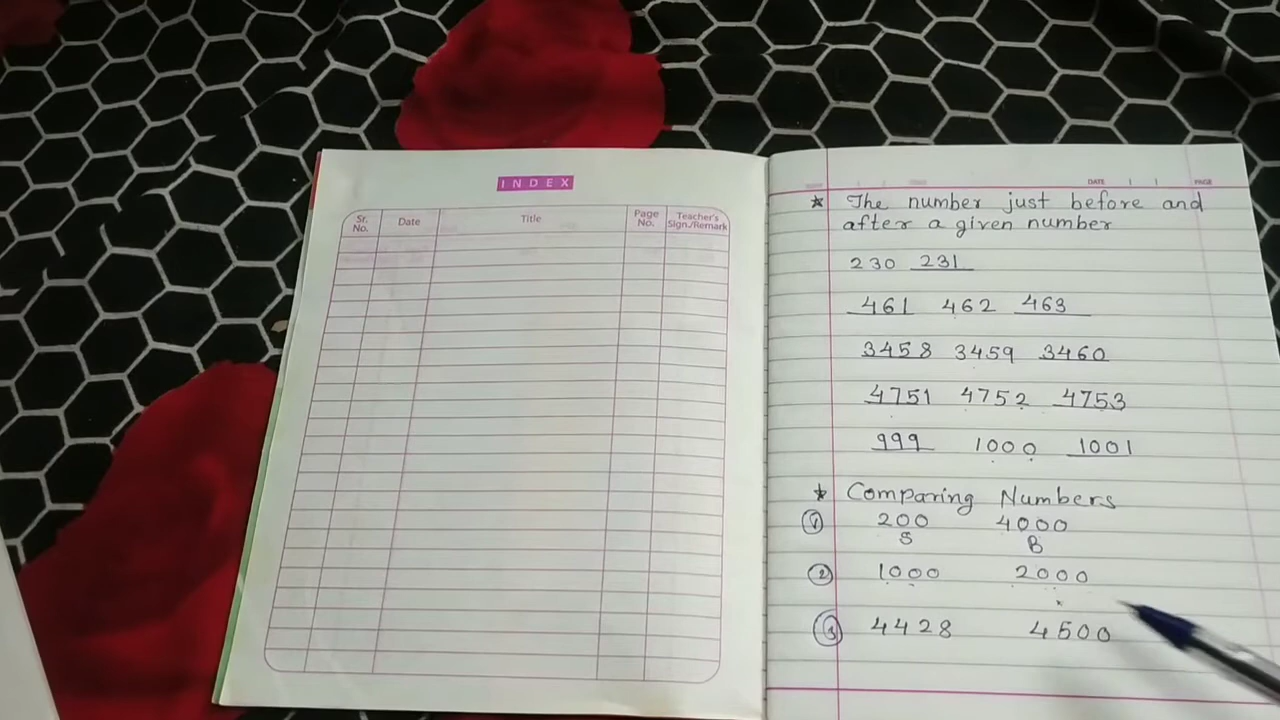 INDEX
Sr. No. Date Title Page No. Teacher's Sign./Remark
DATE PAGE
* The number just before and
after a given number
230 231
461 462 463
3458 3459 3460
4751 4752 4753
999 1000 1001
* Comparing Numbers
1 200 4000
S B
2 1000 2000
3 4428 4500